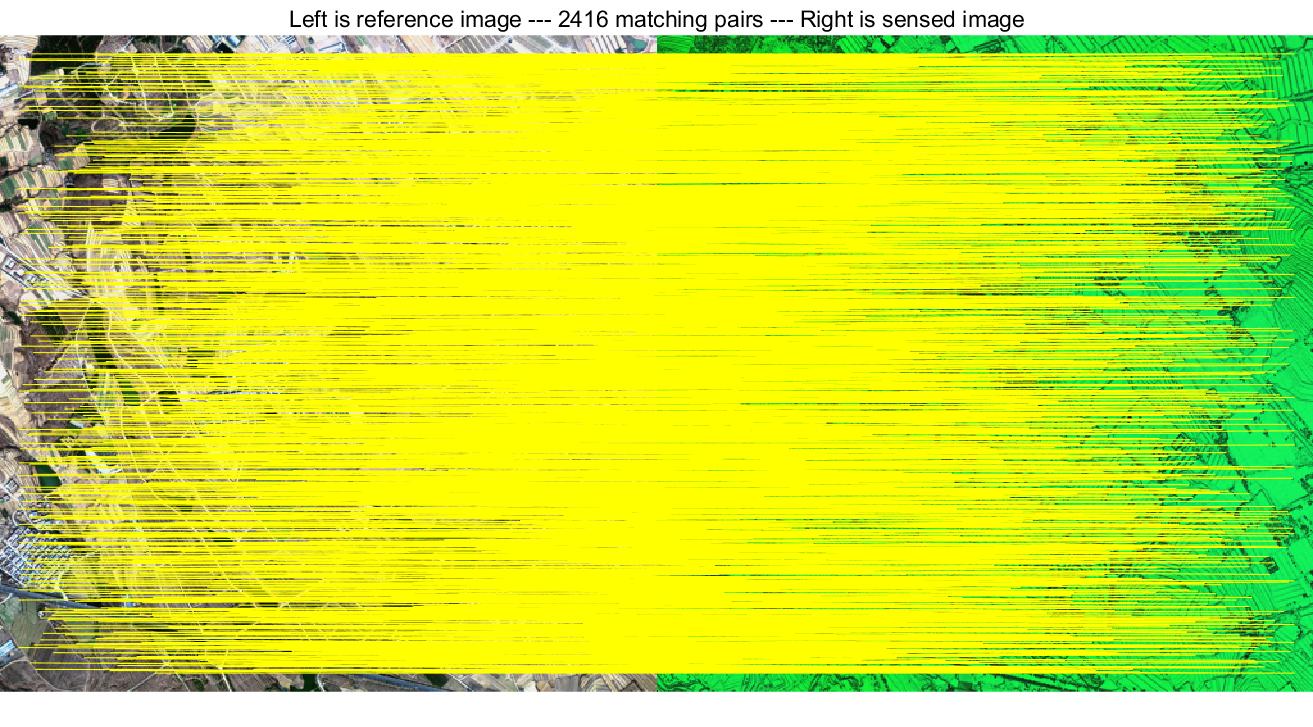 Left is reference image --- 2416 matching pairs --- Right is sensed image